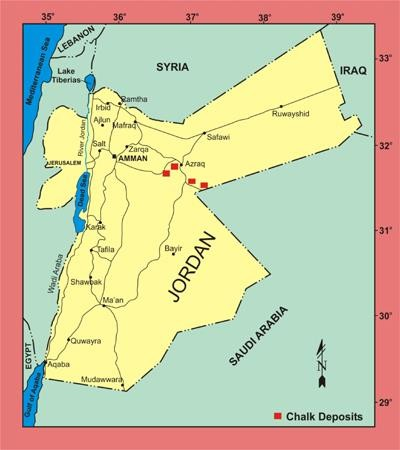 35° 36° 37° 38° 39°
Mediterranean Sea
LEBANON
SYRIA
IRAQ
33°
Lake
Tiberias
Ramtha
Irbid
Ajlun
Mafraq
Ruwayshid
Safawi
River Jordan
Salt
Zarqa
32°
JERUSALEM
AMMAN
Azraq
Dead Sea
Karak
31°
Tafila
Bayir
JORDAN
Wadi Araba
Shawbak
Ma'an
30°
SAUDI ARABIA
Quwayra
EGYPT
Aqaba
Mudawwara
Gulf of Aqaba
N
29°
Chalk Deposits